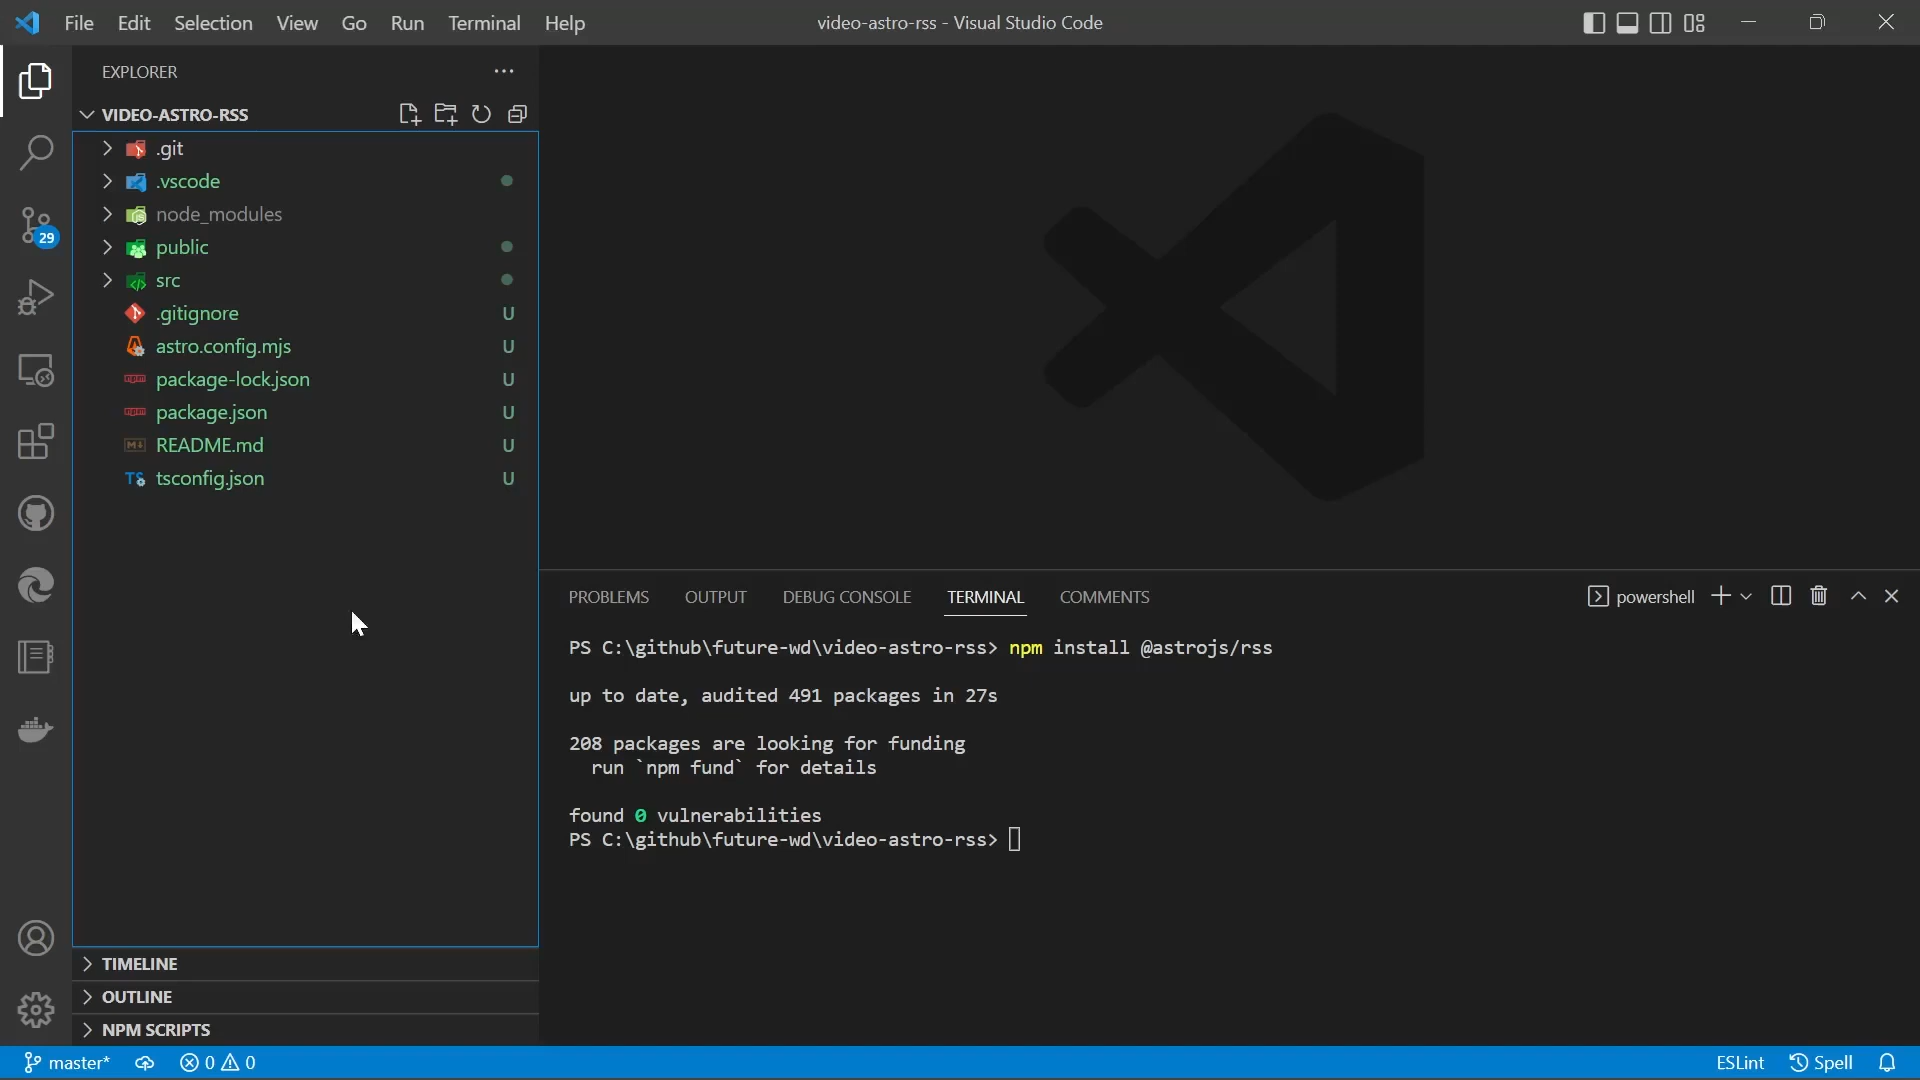 File Edit Selection View Go Run Terminal Help
video-astro-rss - Visual Studio Code
EXPLORER
VIDEO-ASTRO-RSS
.git
.vscode
node_modules
public
src
.gitignore U
astro.config.mjs U
package-lock.json U
package.json U
README.md U
tsconfig.json U
29
TIMELINE
OUTLINE
NPM SCRIPTS
PROBLEMS OUTPUT DEBUG CONSOLE TERMINAL COMMENTS
powershell
PS C:\github\future-wd\video-astro-rss> npm install @astrojs/rss
up to date, audited 491 packages in 27s
208 packages are looking for funding
run `npm fund` for details
found 0 vulnerabilities
PS C:\github\future-wd\video-astro-rss>
master* 0 0
ESLint Spell